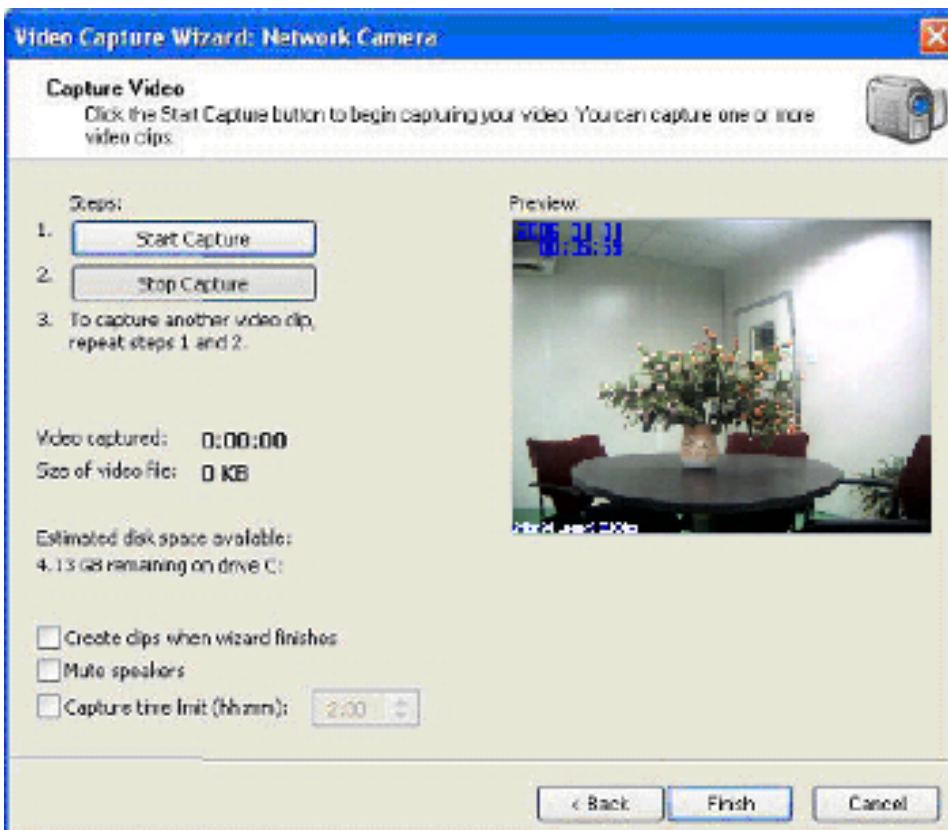 Video Capture Wizard: Network Camera
Capture Video
Click the Start Capture button to begin capturing your video. You can capture one or more
video clips.
Steps:
1. Start Capture
2. Stop Capture
3. To capture another video clip,
repeat steps 1 and 2.
Video captured: 0:00:00
Size of video file: 0 KB
Estimated disk space available:
4.13 GB remaining on drive C:
Create clips when wizard finishes
Mute speakers
Capture time limit (hh:mm): 2:00
Preview:
< Back Finish Cancel